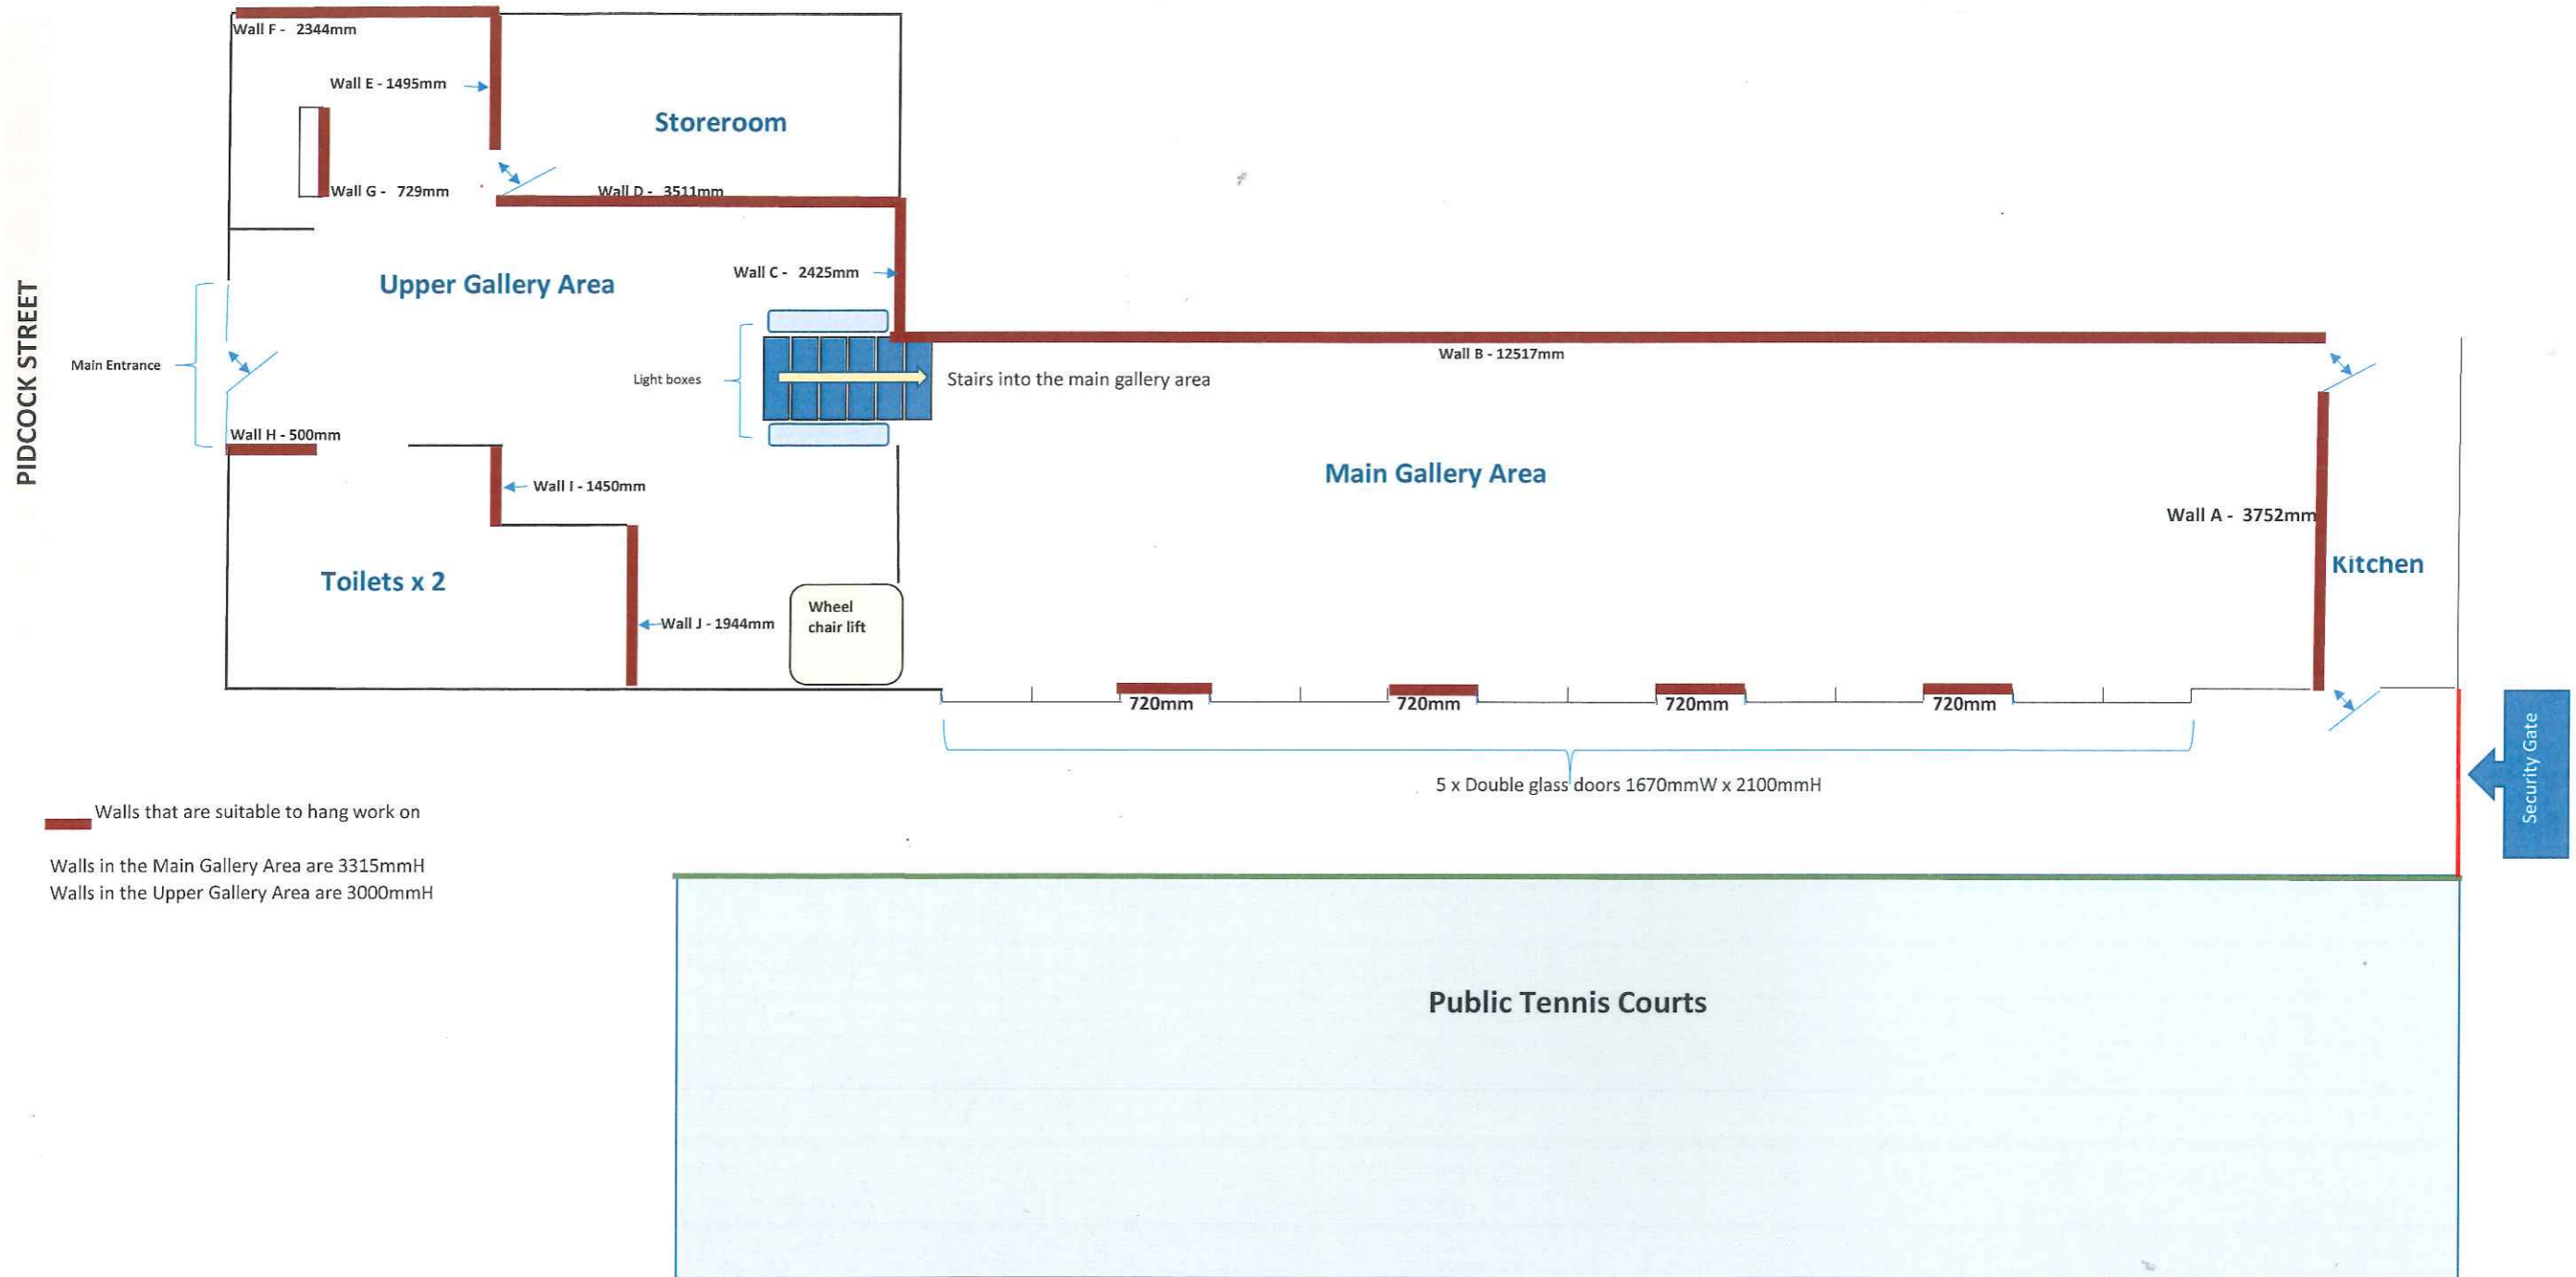 Wall F - 2344mm
Wall E - 1495mm
Storeroom
Wall G - 729mm
Wall D - 3511mm
Upper Gallery Area
Wall C - 2425mm
PIDCOCK STREET
Main Entrance
Light boxes
Stairs into the main gallery area
Wall B - 12517mm
Wall H - 500mm
Main Gallery Area
Wall I - 1450mm
Wall A - 3752mm
Kitchen
Toilets x 2
Wheel
chair lift
Wall J - 1944mm
720mm
720mm
720mm
720mm
5 x Double glass doors 1670mmW x 2100mmH
Security Gate
Walls that are suitable to hang work on
Walls in the Main Gallery Area are 3315mmH
Walls in the Upper Gallery Area are 3000mmH
Public Tennis Courts